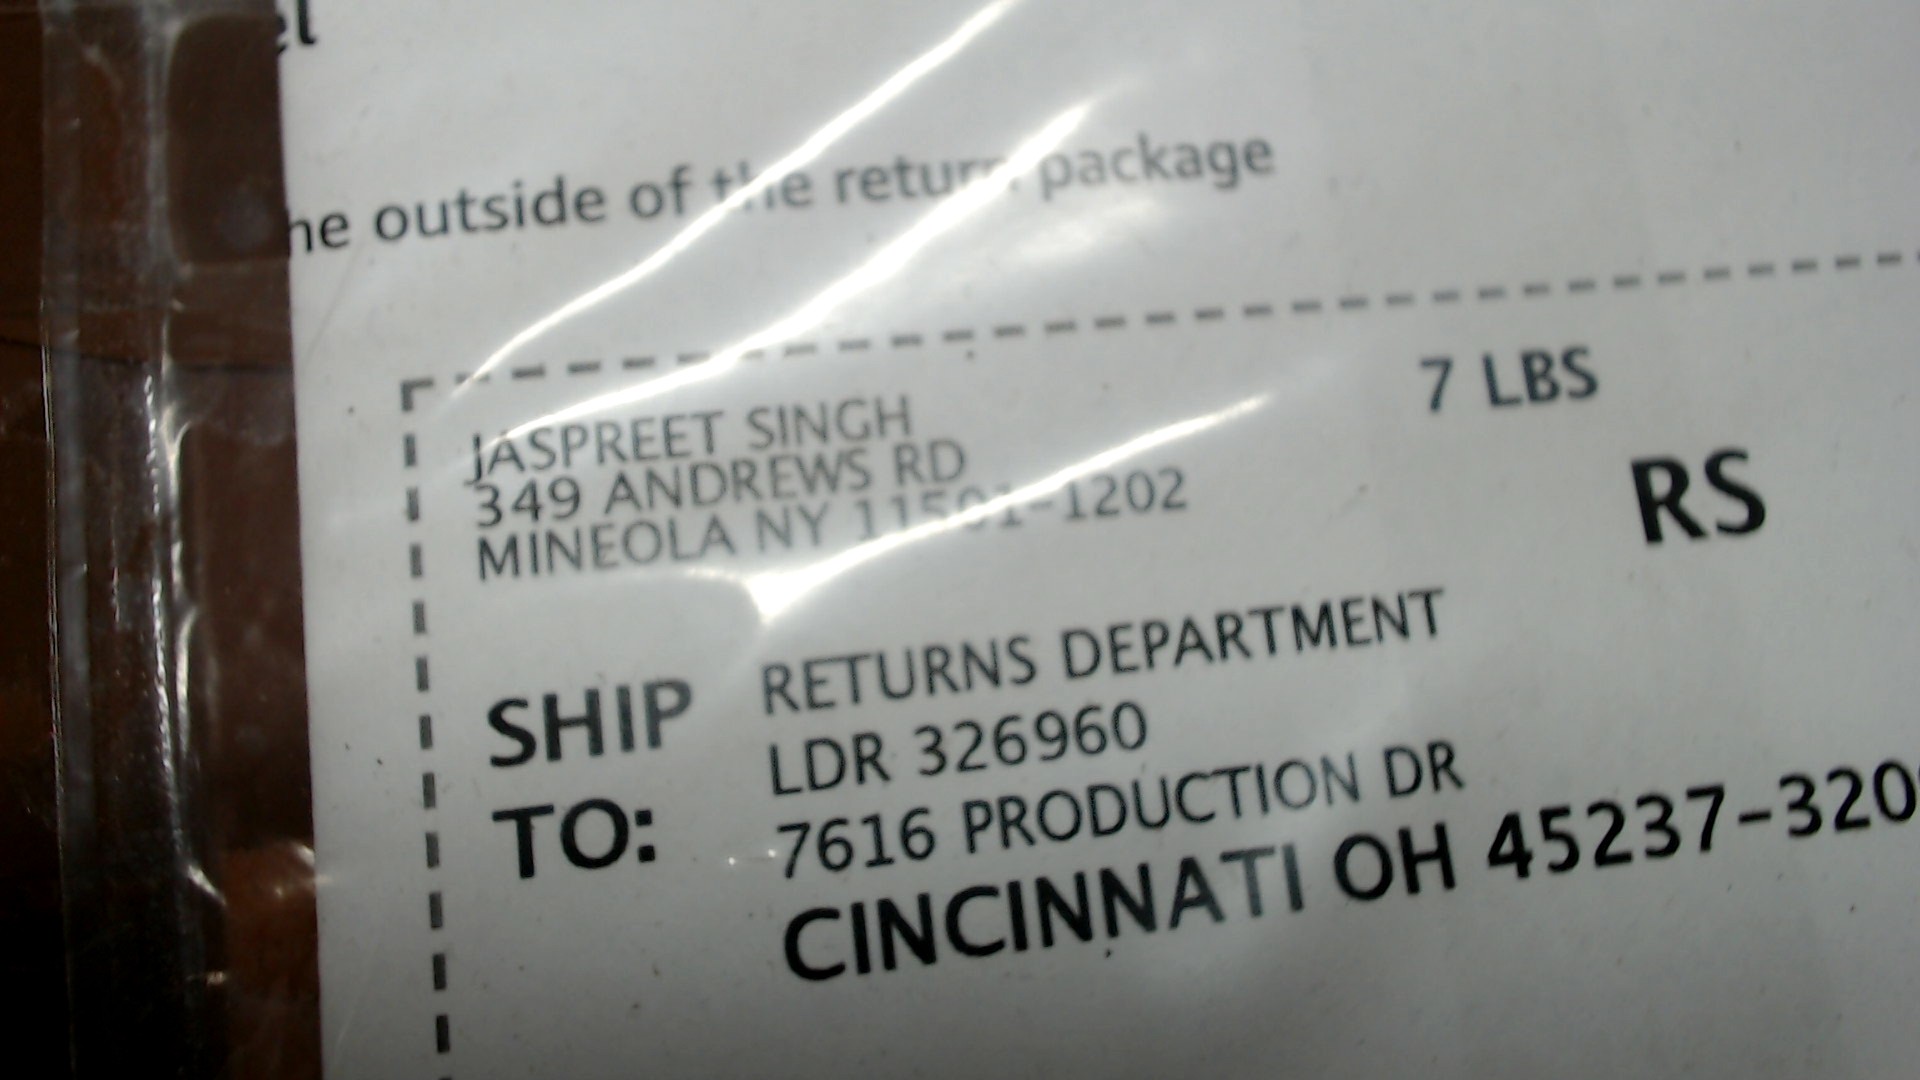 he outside of the return package
7 LBS
JASPREET SINGH
349 ANDREWS RD
MINEOLA NY 11501-1202
RS
SHIP TO:
RETURNS DEPARTMENT
LDR 326960
7616 PRODUCTION DR
CINCINNATI OH 45237-320